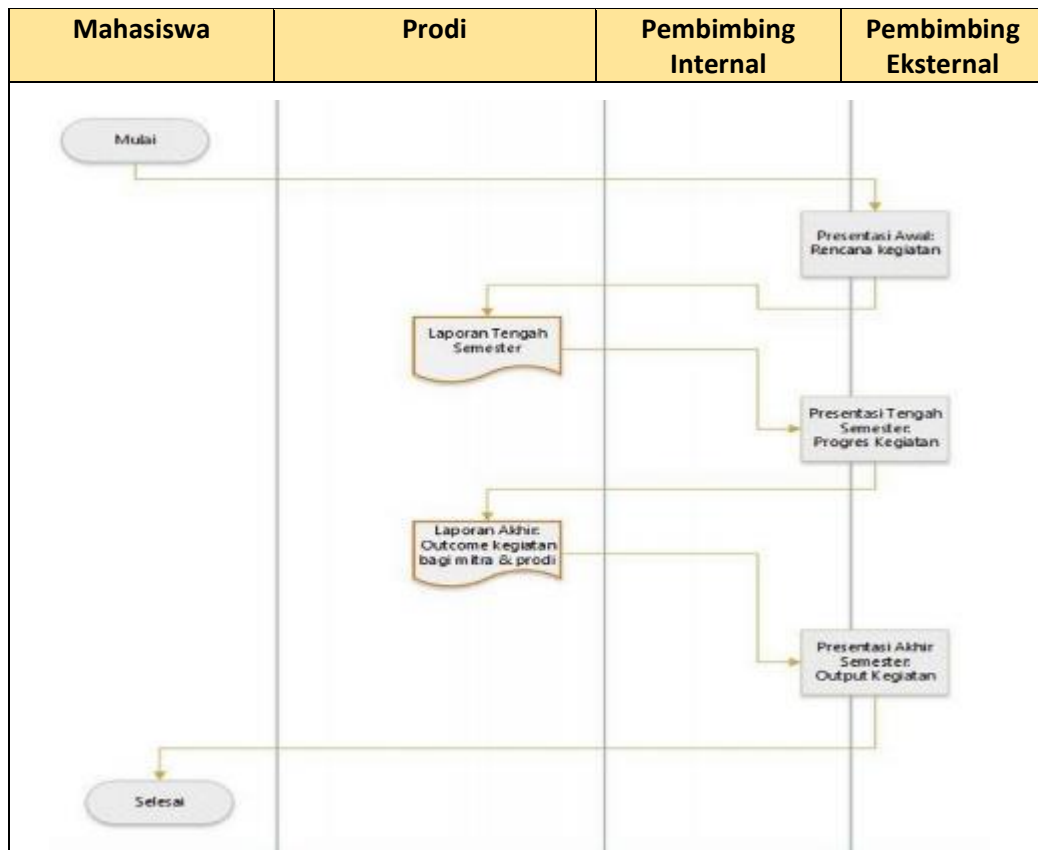 Mahasiswa
Prodi
Pembimbing
Internal
Pembimbing
Eksternal
Mulai
Presentasi Awal:
Rencana kegiatan
Laporan Tengah
Semester
Presentasi Tengah
Semester:
Progres Kegiatan
Laporan Akhir:
Outcome kegiatan
bagi mitra & prodi
Presentasi Akhir
Semester:
Output Kegiatan
Selesai